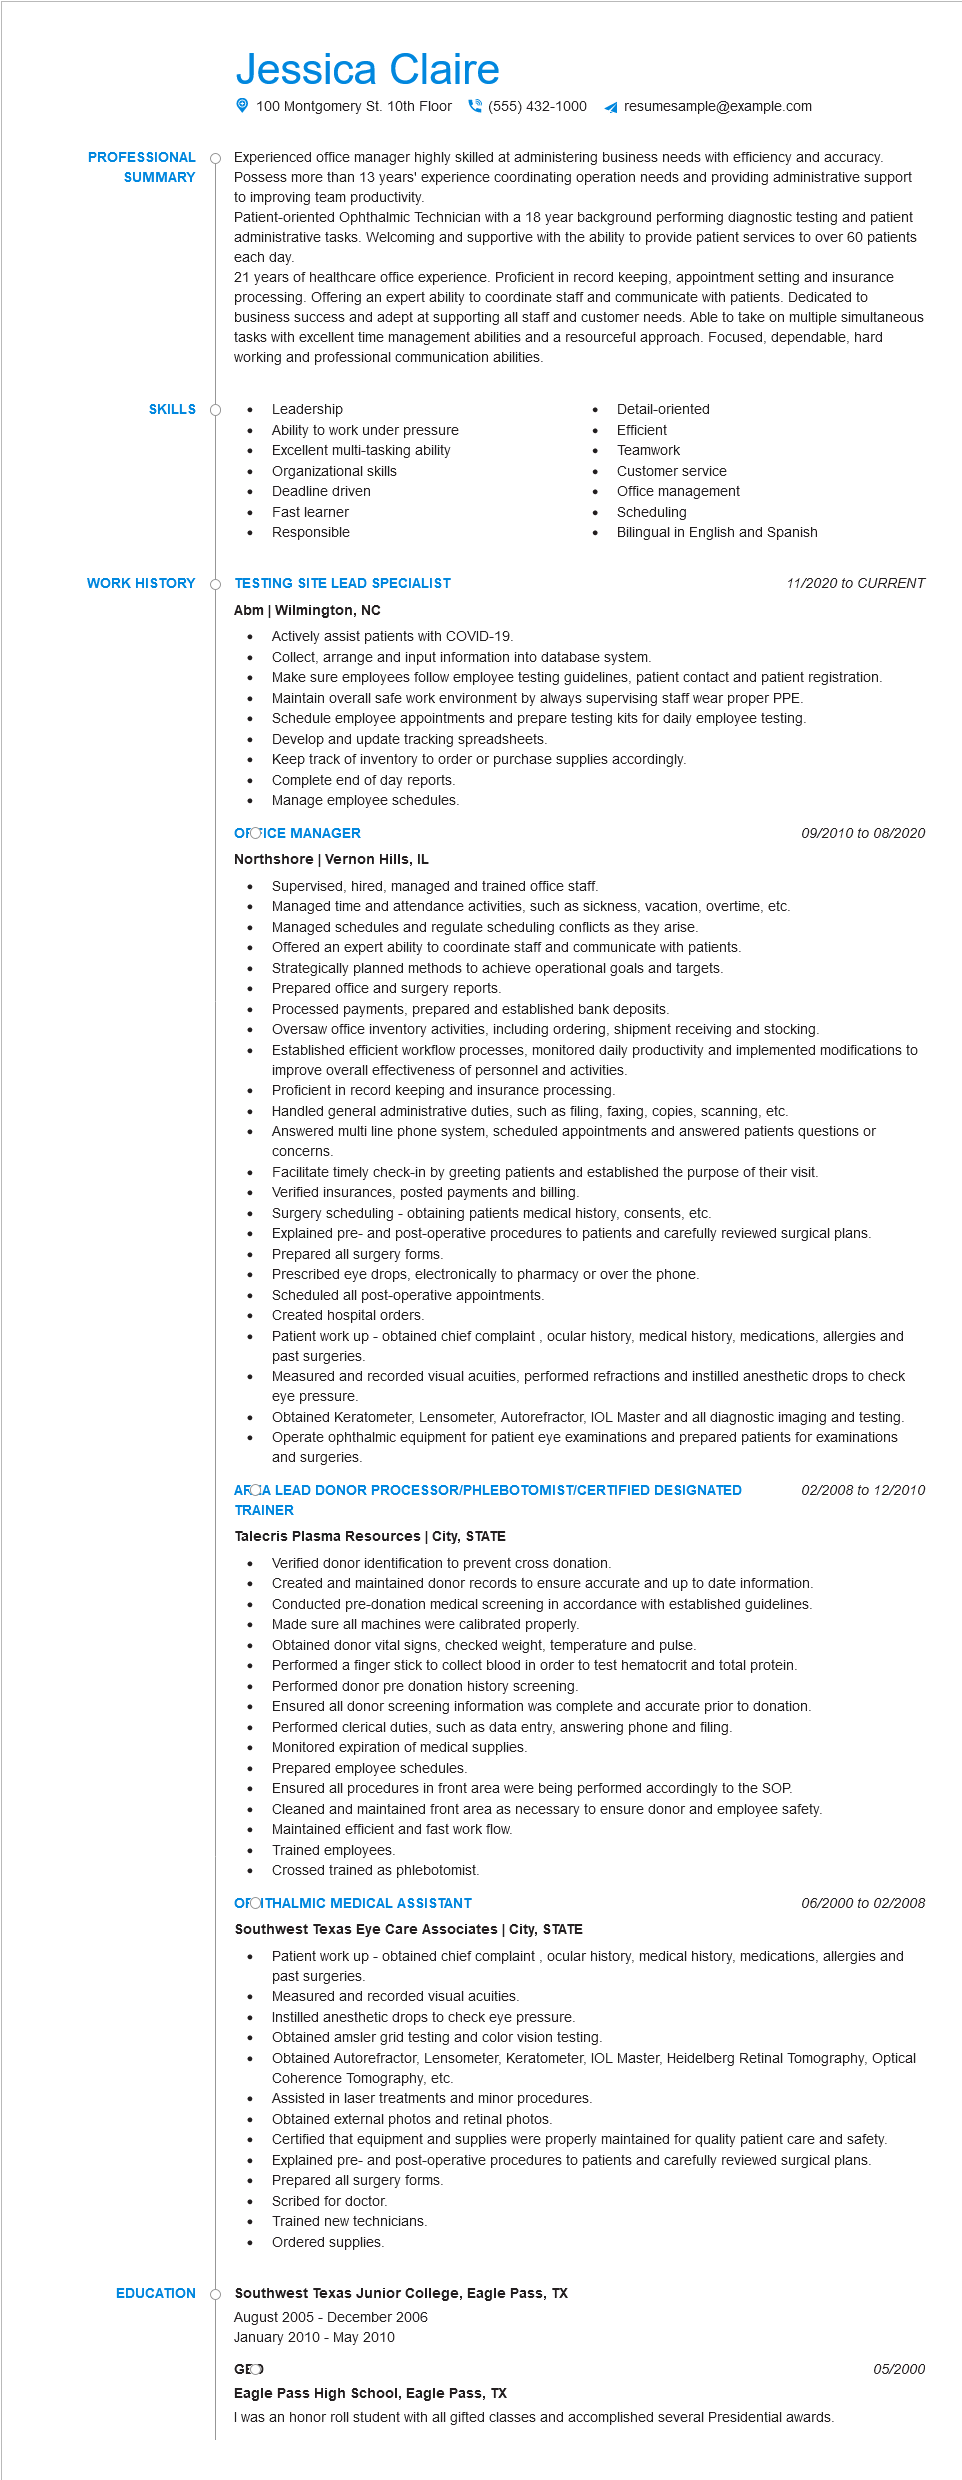 Jessica Claire
100 Montgomery St. 10th Floor (555) 432-1000 resumesample@example.com
PROFESSIONAL SUMMARY
Experienced office manager highly skilled at administering business needs with efficiency and accuracy.
Possess more than 13 years' experience coordinating operation needs and providing administrative support
to improving team productivity.
Patient-oriented Ophthalmic Technician with a 18 year background performing diagnostic testing and patient
administrative tasks. Welcoming and supportive with the ability to provide patient services to over 60 patients
each day.
21 years of healthcare office experience. Proficient in record keeping, appointment setting and insurance
processing. Offering an expert ability to coordinate staff and communicate with patients. Dedicated to
business success and adept at supporting all staff and customer needs. Able to take on multiple simultaneous
tasks with excellent time management abilities and a resourceful approach. Focused, dependable, hard
working and professional communication abilities.
SKILLS
Leadership
Ability to work under pressure
Excellent multi-tasking ability
Organizational skills
Deadline driven
Fast learner
Responsible
Detail-oriented
Efficient
Teamwork
Customer service
Office management
Scheduling
Bilingual in English and Spanish
WORK HISTORY
TESTING SITE LEAD SPECIALIST 11/2020 to CURRENT
Abm | Wilmington, NC
Actively assist patients with COVID-19.
Collect, arrange and input information into database system.
Make sure employees follow employee testing guidelines, patient contact and patient registration.
Maintain overall safe work environment by always supervising staff wear proper PPE.
Schedule employee appointments and prepare testing kits for daily employee testing.
Develop and update tracking spreadsheets.
Keep track of inventory to order or purchase supplies accordingly.
Complete end of day reports.
Manage employee schedules.
OFFICE MANAGER 09/2010 to 08/2020
Northshore | Vernon Hills, IL
Supervised, hired, managed and trained office staff.
Managed time and attendance activities, such as sickness, vacation, overtime, etc.
Managed schedules and regulate scheduling conflicts as they arise.
Offered an expert ability to coordinate staff and communicate with patients.
Strategically planned methods to achieve operational goals and targets.
Prepared office and surgery reports.
Processed payments, prepared and established bank deposits.
Oversaw office inventory activities, including ordering, shipment receiving and stocking.
Established efficient workflow processes, monitored daily productivity and implemented modifications to
improve overall effectiveness of personnel and activities.
Proficient in record keeping and insurance processing.
Handled general administrative duties, such as filing, faxing, copies, scanning, etc.
Answered multi line phone system, scheduled appointments and answered patients questions or
concerns.
Facilitate timely check-in by greeting patients and established the purpose of their visit.
Verified insurances, posted payments and billing.
Surgery scheduling - obtaining patients medical history, consents, etc.
Explained pre- and post-operative procedures to patients and carefully reviewed surgical plans.
Prepared all surgery forms.
Prescribed eye drops, electronically to pharmacy or over the phone.
Scheduled all post-operative appointments.
Created hospital orders.
Patient work up - obtained chief complaint , ocular history, medical history, medications, allergies and
past surgeries.
Measured and recorded visual acuities, performed refractions and instilled anesthetic drops to check
eye pressure.
Obtained Keratometer, Lensometer, Autorefractor, IOL Master and all diagnostic imaging and testing.
Operate ophthalmic equipment for patient eye examinations and prepared patients for examinations
and surgeries.
AREA LEAD DONOR PROCESSOR/PHLEBOTOMIST/CERTIFIED DESIGNATED 02/2008 to 12/2010
TRAINER
Talecris Plasma Resources | City, STATE
Verified donor identification to prevent cross donation.
Created and maintained donor records to ensure accurate and up to date information.
Conducted pre-donation medical screening in accordance with established guidelines.
Made sure all machines were calibrated properly.
Obtained donor vital signs, checked weight, temperature and pulse.
Performed a finger stick to collect blood in order to test hematocrit and total protein.
Performed donor pre donation history screening.
Ensured all donor screening information was complete and accurate prior to donation.
Performed clerical duties, such as data entry, answering phone and filing.
Monitored expiration of medical supplies.
Prepared employee schedules.
Ensured all procedures in front area were being performed accordingly to the SOP.
Cleaned and maintained front area as necessary to ensure donor and employee safety.
Maintained efficient and fast work flow.
Trained employees.
Crossed trained as phlebotomist.
OPHTHALMIC MEDICAL ASSISTANT 06/2000 to 02/2008
Southwest Texas Eye Care Associates | City, STATE
Patient work up - obtained chief complaint , ocular history, medical history, medications, allergies and
past surgeries.
Measured and recorded visual acuities.
Instilled anesthetic drops to check eye pressure.
Obtained amsler grid testing and color vision testing.
Obtained Autorefractor, Lensometer, Keratometer, IOL Master, Heidelberg Retinal Tomography, Optical
Coherence Tomography, etc.
Assisted in laser treatments and minor procedures.
Obtained external photos and retinal photos.
Certified that equipment and supplies were properly maintained for quality patient care and safety.
Explained pre- and post-operative procedures to patients and carefully reviewed surgical plans.
Prepared all surgery forms.
Scribed for doctor.
Trained new technicians.
Ordered supplies.
EDUCATION
Southwest Texas Junior College, Eagle Pass, TX
August 2005 - December 2006
January 2010 - May 2010
GED 05/2000
Eagle Pass High School, Eagle Pass, TX
I was an honor roll student with all gifted classes and accomplished several Presidential awards.